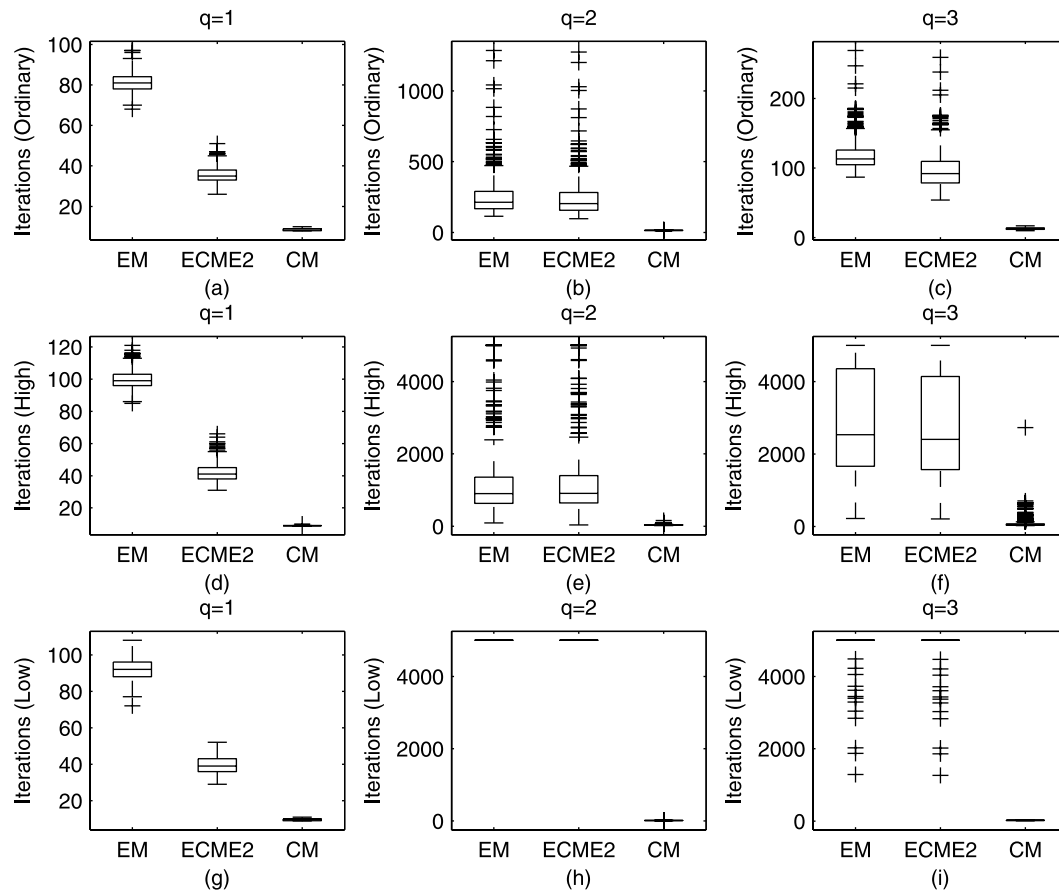 q=1
q=2
q=3
Iterations (Ordinary)
100
80
60
40
20
EM ECME2 CM
(a)
Iterations (Ordinary)
1000
500
0
EM ECME2 CM
(b)
Iterations (Ordinary)
200
100
0
EM ECME2 CM
(c)
q=1
q=2
q=3
Iterations (High)
120
100
80
60
40
20
EM ECME2 CM
(d)
Iterations (High)
4000
2000
0
EM ECME2 CM
(e)
Iterations (High)
4000
2000
0
EM ECME2 CM
(f)
q=1
q=2
q=3
Iterations (Low)
100
80
60
40
20
EM ECME2 CM
(g)
Iterations (Low)
4000
2000
0
EM ECME2 CM
(h)
Iterations (Low)
4000
2000
0
EM ECME2 CM
(i)